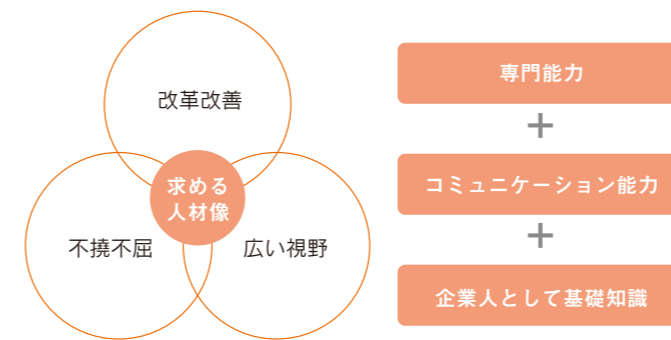 改革改善
求める
人材像
不撓不屈
広い視野
専門能力
+
コミュニケーション能力
+
企業人として基礎知識